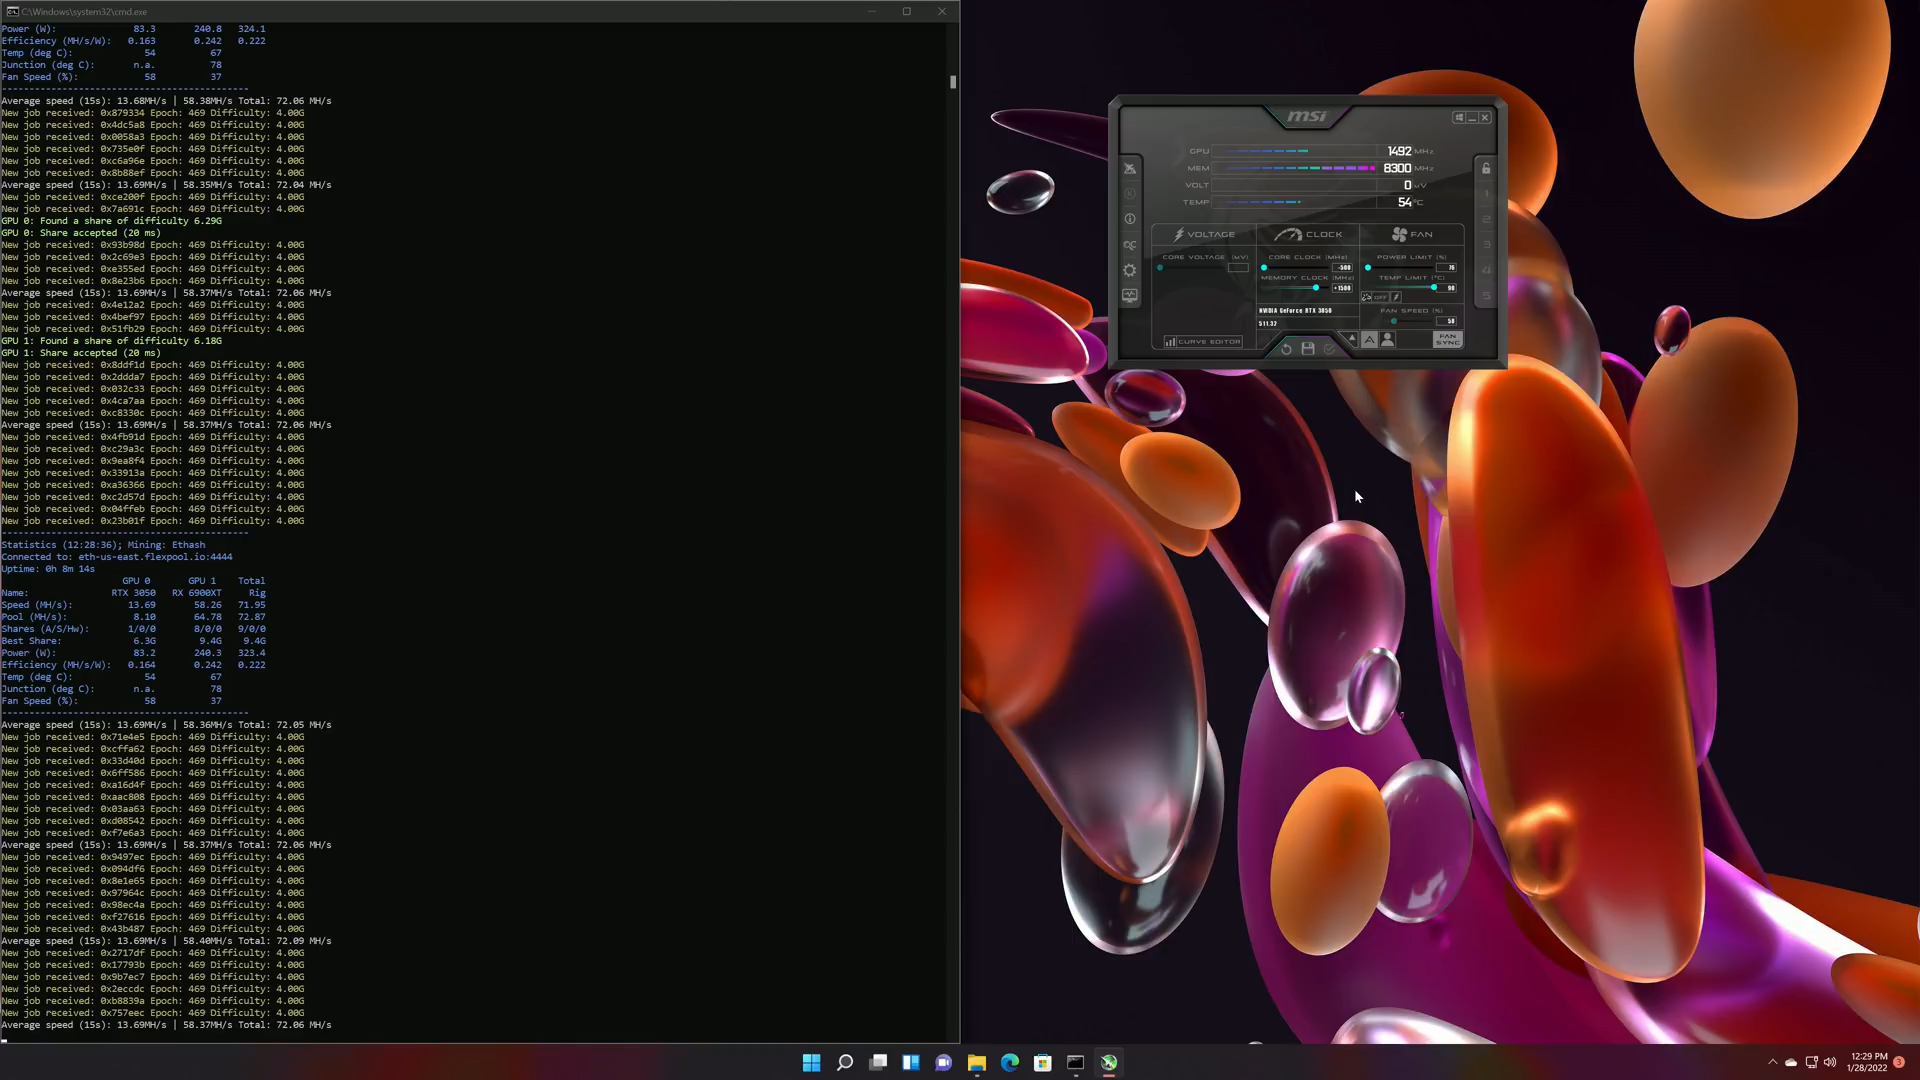 C:\Windows\system32\cmd.exe
Power (W): 83.3 240.8 324.1
Efficiency (MH/s/W): 0.163 0.242 0.222
Temp (deg C): 54 67
Junction (deg C): n.a. 78
Fan Speed (%): 58 37
Average speed (15s): 13.68MH/s | 58.38MH/s Total: 72.06 MH/s
New job received: 0x879334 Epoch: 469 Difficulty: 4.00G
New job received: 0x4dc5a8 Epoch: 469 Difficulty: 4.00G
New job received: 0x0058a3 Epoch: 469 Difficulty: 4.00G
New job received: 0x735e0f Epoch: 469 Difficulty: 4.00G
New job received: 0xc6a96e Epoch: 469 Difficulty: 4.00G
New job received: 0x8b88ef Epoch: 469 Difficulty: 4.00G
Average speed (15s): 13.69MH/s | 58.35MH/s Total: 72.04 MH/s
New job received: 0xce200f Epoch: 469 Difficulty: 4.00G
New job received: 0x7a691c Epoch: 469 Difficulty: 4.00G
GPU 0: Found a share of difficulty 6.29G
GPU 0: Share accepted (20 ms)
New job received: 0x93b98d Epoch: 469 Difficulty: 4.00G
New job received: 0x2c69e3 Epoch: 469 Difficulty: 4.00G
New job received: 0xe355ed Epoch: 469 Difficulty: 4.00G
New job received: 0x8e23b6 Epoch: 469 Difficulty: 4.00G
Average speed (15s): 13.69MH/s | 58.37MH/s Total: 72.06 MH/s
New job received: 0x4e12a2 Epoch: 469 Difficulty: 4.00G
New job received: 0x4bef97 Epoch: 469 Difficulty: 4.00G
New job received: 0x51fb29 Epoch: 469 Difficulty: 4.00G
GPU 1: Found a share of difficulty 6.18G
GPU 1: Share accepted (20 ms)
New job received: 0x8ddf1d Epoch: 469 Difficulty: 4.00G
New job received: 0x2ddda7 Epoch: 469 Difficulty: 4.00G
New job received: 0x032c33 Epoch: 469 Difficulty: 4.00G
New job received: 0x4ca7aa Epoch: 469 Difficulty: 4.00G
New job received: 0xc8330c Epoch: 469 Difficulty: 4.00G
Average speed (15s): 13.69MH/s | 58.37MH/s Total: 72.06 MH/s
New job received: 0x4fb91d Epoch: 469 Difficulty: 4.00G
New job received: 0xc29a3c Epoch: 469 Difficulty: 4.00G
New job received: 0x9ea8f4 Epoch: 469 Difficulty: 4.00G
New job received: 0x33913a Epoch: 469 Difficulty: 4.00G
New job received: 0xa36366 Epoch: 469 Difficulty: 4.00G
New job received: 0xc2d57d Epoch: 469 Difficulty: 4.00G
New job received: 0x04ffeb Epoch: 469 Difficulty: 4.00G
New job received: 0x23b01f Epoch: 469 Difficulty: 4.00G
Statistics (12:28:36); Mining: Ethash
Connected to: eth-us-east.flexpool.io:4444
Uptime: 0h 8m 14s
GPU 0 GPU 1 Total
Name: RTX 3050 RX 6900XT Rig
Speed (MH/s): 13.69 58.26 71.95
Pool (MH/s): 8.10 64.78 72.87
Shares (A/S/Hw): 1/0/0 8/0/0 9/0/0
Best Share: 6.3G 9.4G 9.4G
Power (W): 83.2 240.3 323.4
Efficiency (MH/s/W): 0.164 0.242 0.222
Temp (deg C): 54 67
Junction (deg C): n.a. 78
Fan Speed (%): 58 37
Average speed (15s): 13.69MH/s | 58.36MH/s Total: 72.05 MH/s
New job received: 0x71e4e5 Epoch: 469 Difficulty: 4.00G
New job received: 0xcffa62 Epoch: 469 Difficulty: 4.00G
New job received: 0x33d40d Epoch: 469 Difficulty: 4.00G
New job received: 0x6ff586 Epoch: 469 Difficulty: 4.00G
New job received: 0xa16d4f Epoch: 469 Difficulty: 4.00G
New job received: 0xaac808 Epoch: 469 Difficulty: 4.00G
New job received: 0x03aa63 Epoch: 469 Difficulty: 4.00G
New job received: 0xd08542 Epoch: 469 Difficulty: 4.00G
New job received: 0xf7e6a3 Epoch: 469 Difficulty: 4.00G
Average speed (15s): 13.69MH/s | 58.37MH/s Total: 72.06 MH/s
New job received: 0x9497ec Epoch: 469 Difficulty: 4.00G
New job received: 0x094df6 Epoch: 469 Difficulty: 4.00G
New job received: 0x8e1e65 Epoch: 469 Difficulty: 4.00G
New job received: 0x97964c Epoch: 469 Difficulty: 4.00G
New job received: 0x98ec4a Epoch: 469 Difficulty: 4.00G
New job received: 0xf27616 Epoch: 469 Difficulty: 4.00G
New job received: 0x43b487 Epoch: 469 Difficulty: 4.00G
Average speed (15s): 13.69MH/s | 58.40MH/s Total: 72.09 MH/s
New job received: 0x2717df Epoch: 469 Difficulty: 4.00G
New job received: 0x17793b Epoch: 469 Difficulty: 4.00G
New job received: 0x9b7ec7 Epoch: 469 Difficulty: 4.00G
New job received: 0x2eccdc Epoch: 469 Difficulty: 4.00G
New job received: 0xb8839a Epoch: 469 Difficulty: 4.00G
New job received: 0x757eec Epoch: 469 Difficulty: 4.00G
Average speed (15s): 13.69MH/s | 58.37MH/s Total: 72.06 MH/s
msi
GPU 1492 MHz
MEM 8300 MHz
VOLT 0 MV
TEMP 54 °C
VOLTAGE CLOCK FAN
CORE VOLTAGE (MV)
CORE CLOCK (MHz) -500
MEMORY CLOCK (MHz) +1500
POWER LIMIT (%) 76
TEMP LIMIT (°C) 90
OFF
NVIDIA GeForce RTX 3050
511.32
FAN SPEED (%) 58
CURVE EDITOR
A
FAN SYNC
1
2
3
4
5
12:29 PM
1/28/2022
3